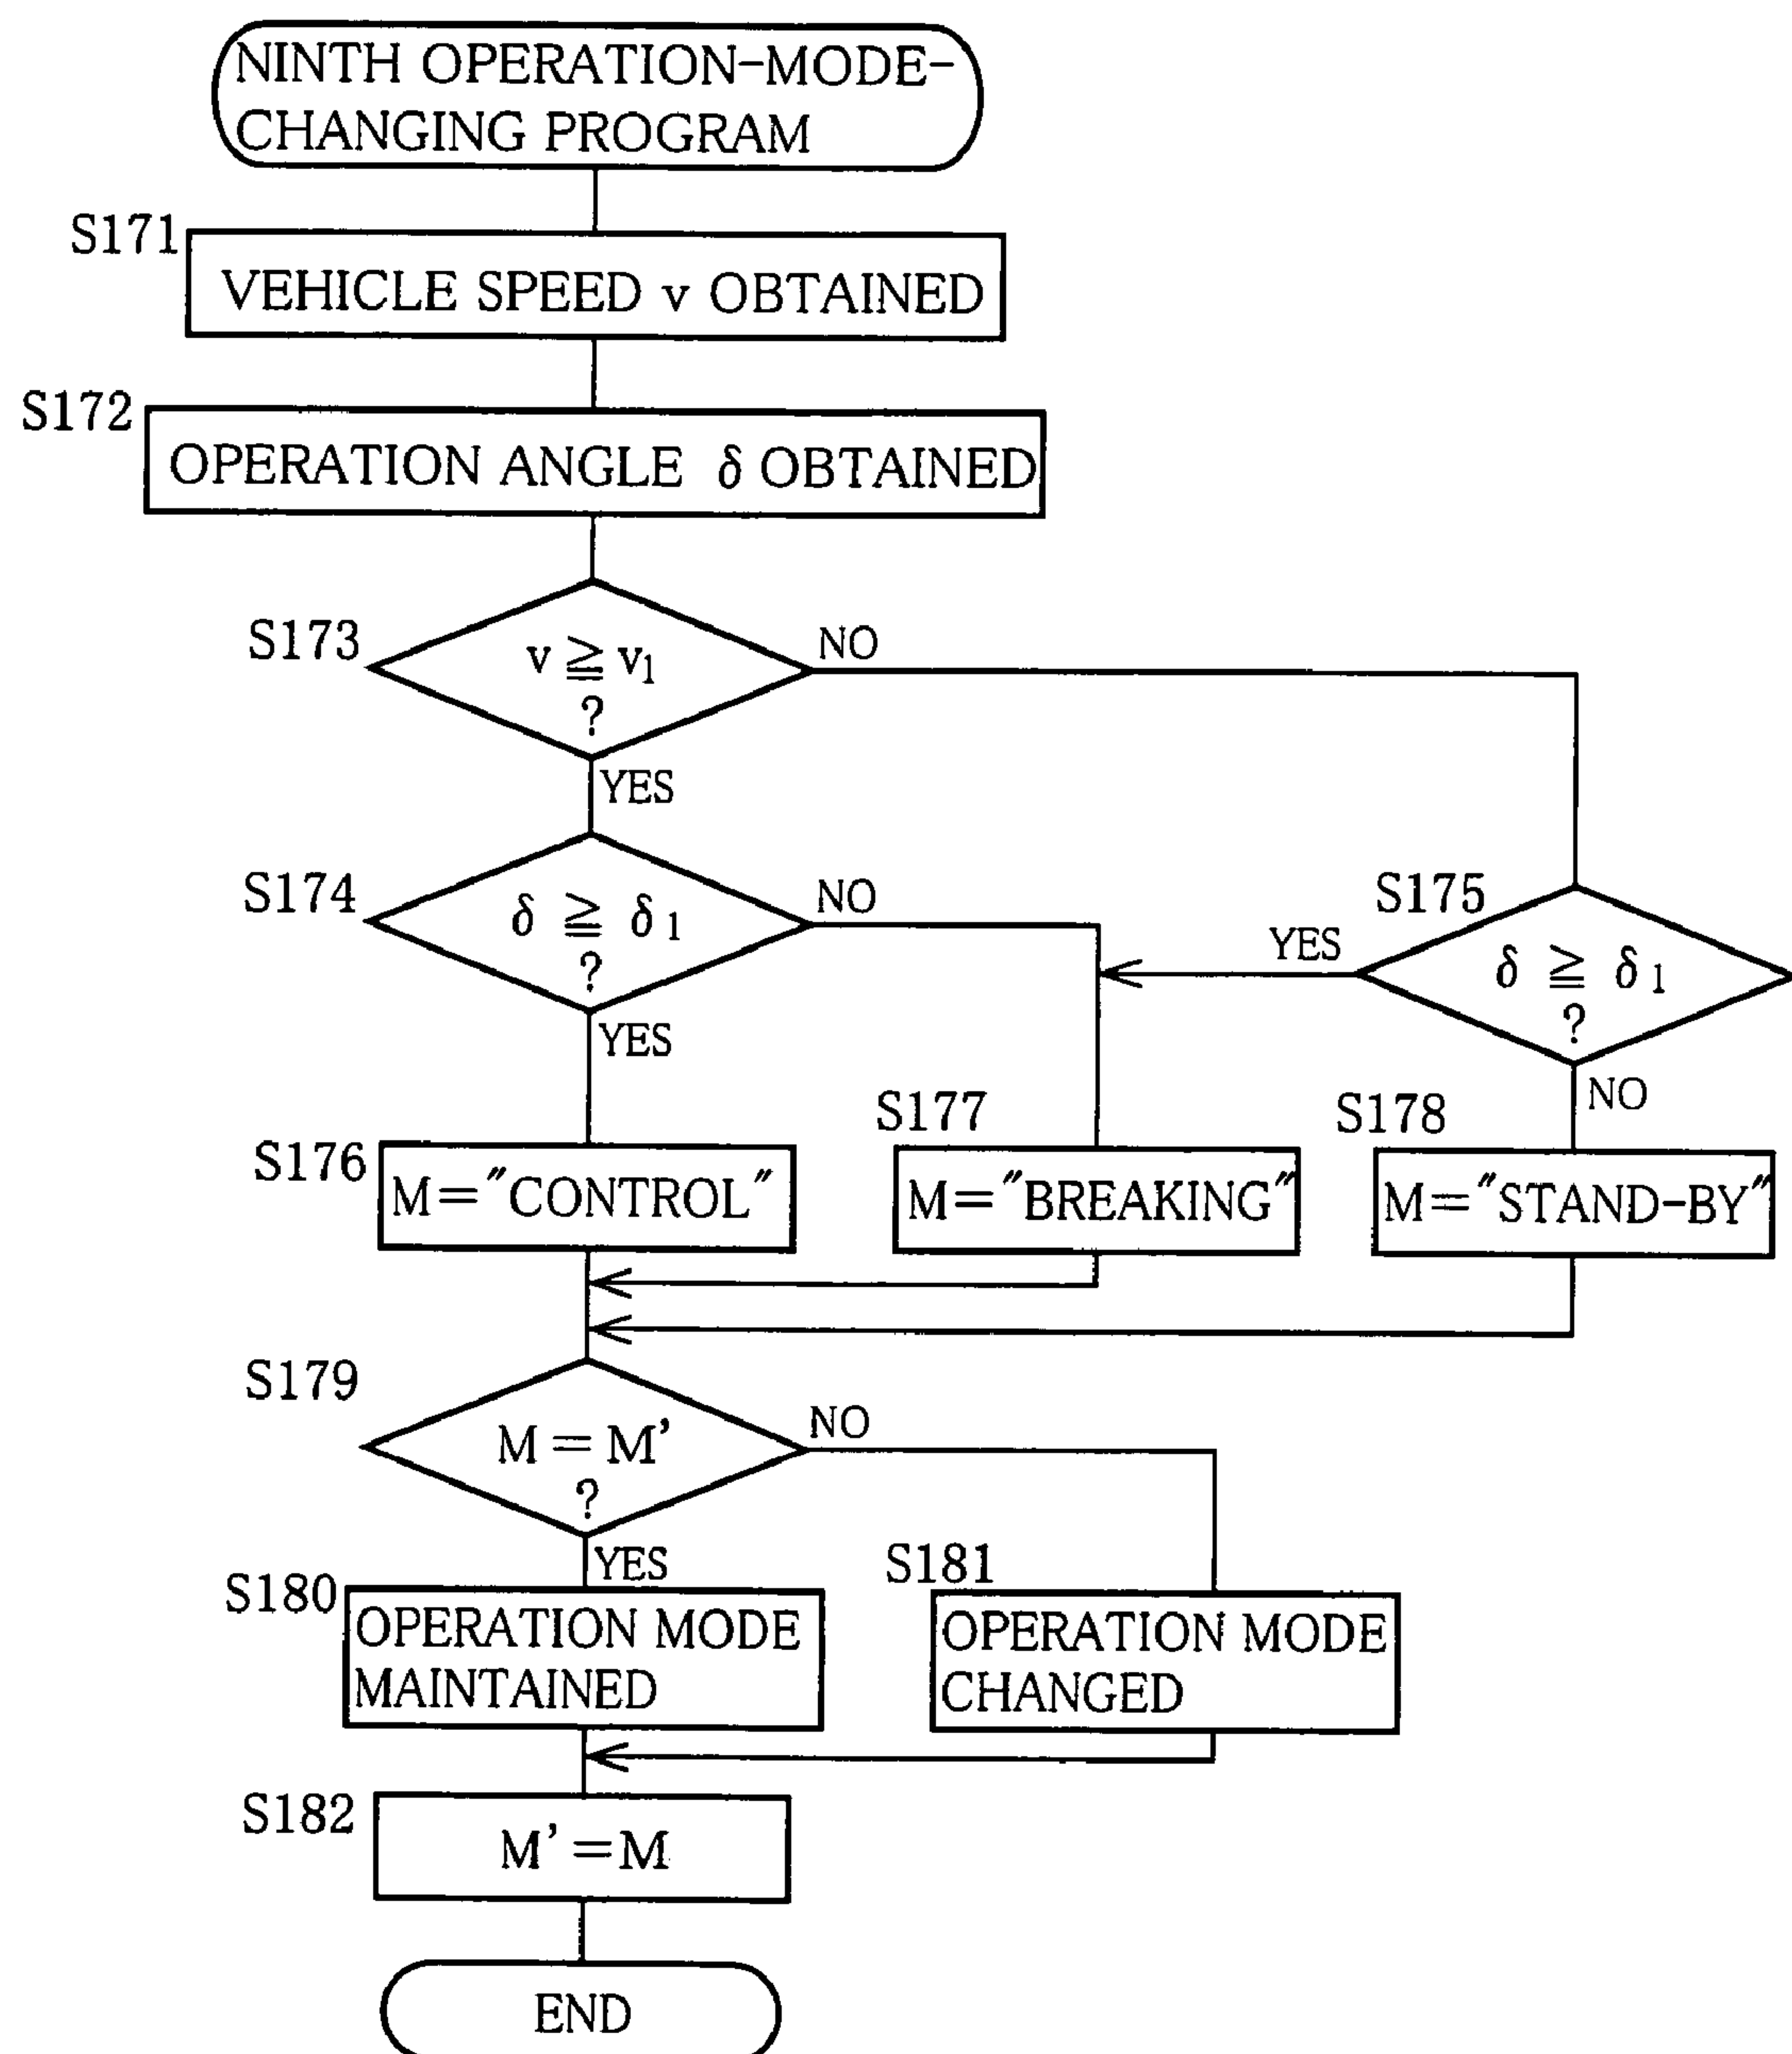 NINTH OPERATION-MODE-
CHANGING PROGRAM
S171
VEHICLE SPEED v OBTAINED
S172
OPERATION ANGLE δ OBTAINED
S173
v ≧ v₁
?
NO
YES
S174
δ ≧ δ₁
?
NO
YES
S175
δ ≧ δ₁
?
YES
NO
S176
M="CONTROL"
S177
M="BREAKING"
S178
M="STAND-BY"
S179
M=M'
?
NO
YES
S180
OPERATION MODE
MAINTAINED
S181
OPERATION MODE
CHANGED
S182
M'=M
END